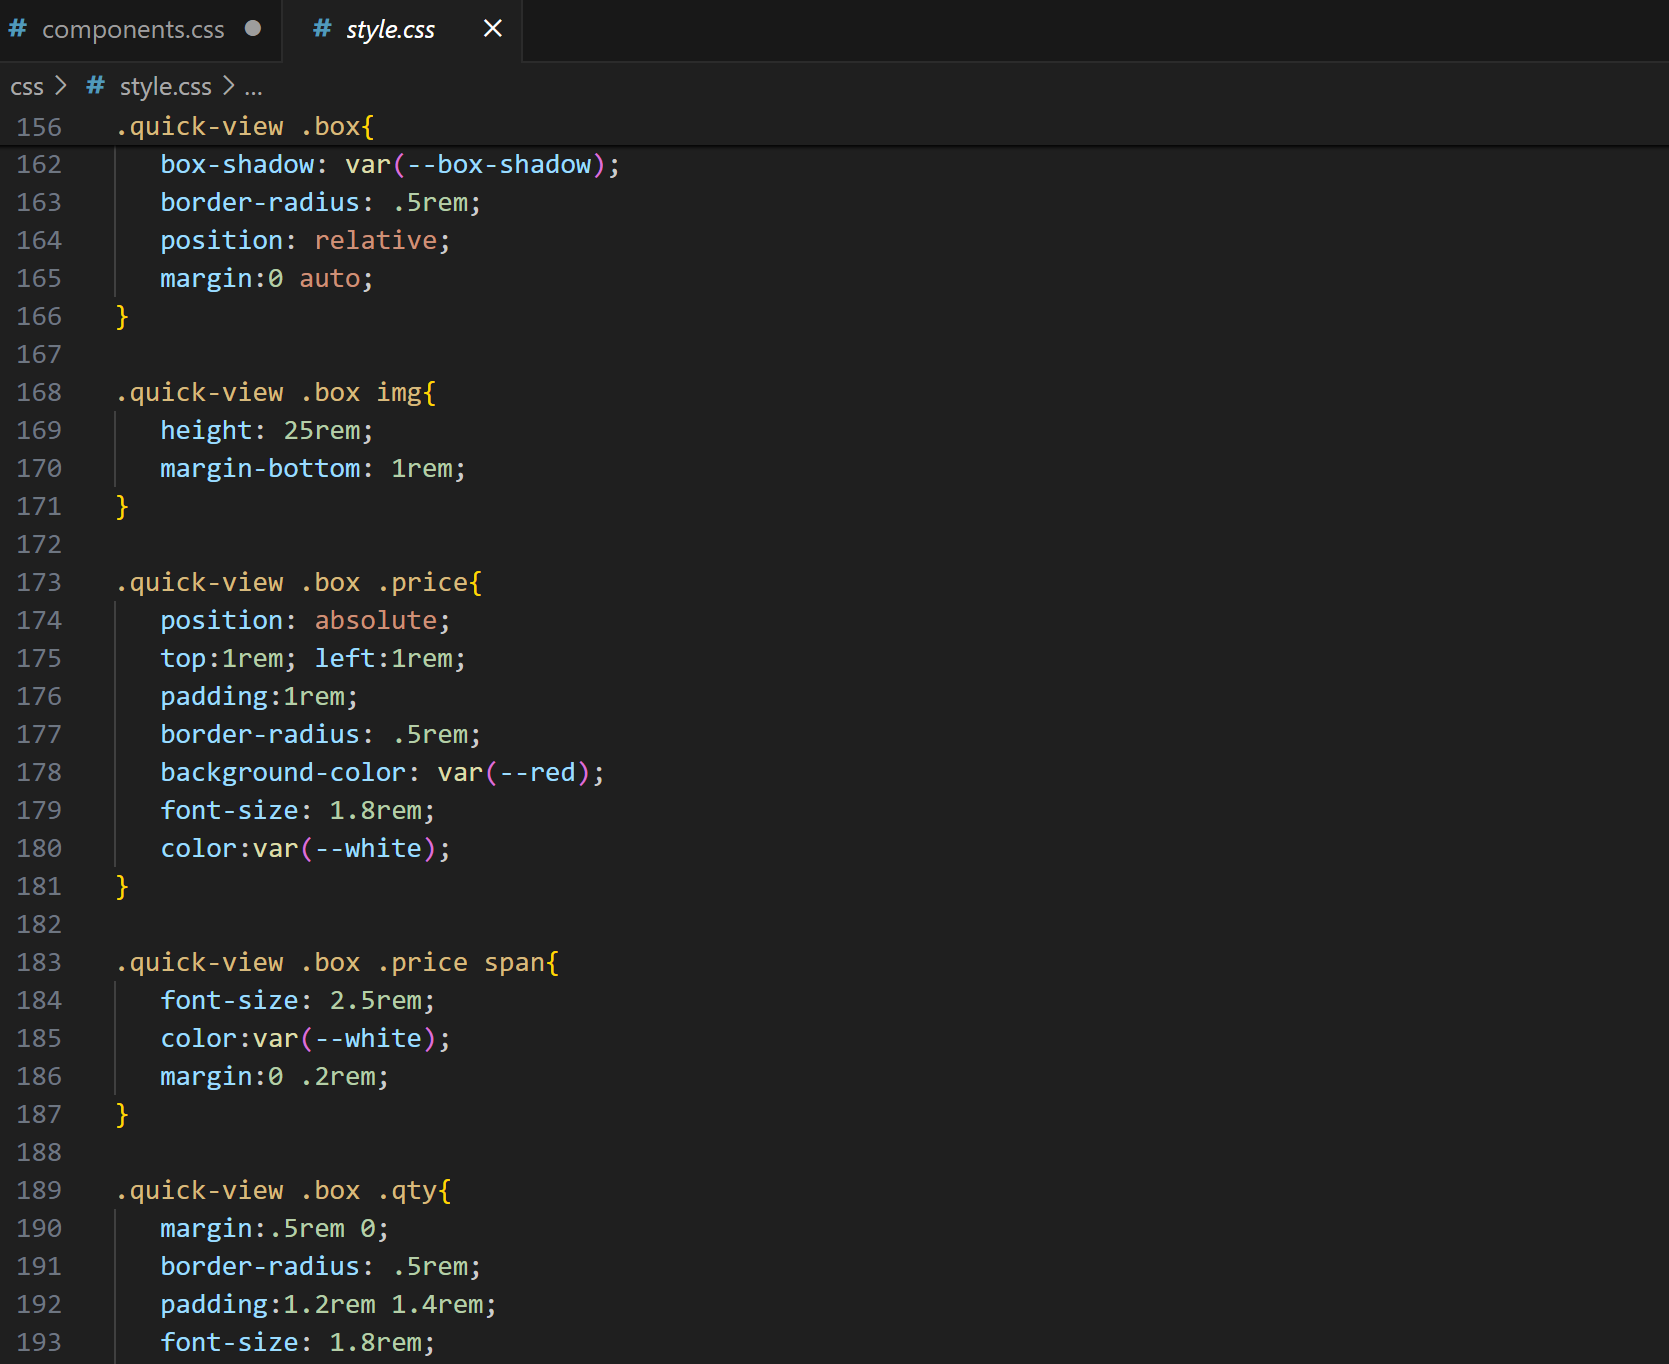 # components.css ● # style.css ×
css > # style.css > ...
156 .quick-view .box{
162 box-shadow: var(--box-shadow);
163 border-radius: .5rem;
164 position: relative;
165 margin:0 auto;
166 }
167
168 .quick-view .box img{
169 height: 25rem;
170 margin-bottom: 1rem;
171 }
172
173 .quick-view .box .price{
174 position: absolute;
175 top:1rem; left:1rem;
176 padding:1rem;
177 border-radius: .5rem;
178 background-color: var(--red);
179 font-size: 1.8rem;
180 color:var(--white);
181 }
182
183 .quick-view .box .price span{
184 font-size: 2.5rem;
185 color:var(--white);
186 margin:0 .2rem;
187 }
188
189 .quick-view .box .qty{
190 margin:.5rem 0;
191 border-radius: .5rem;
192 padding:1.2rem 1.4rem;
193 font-size: 1.8rem;